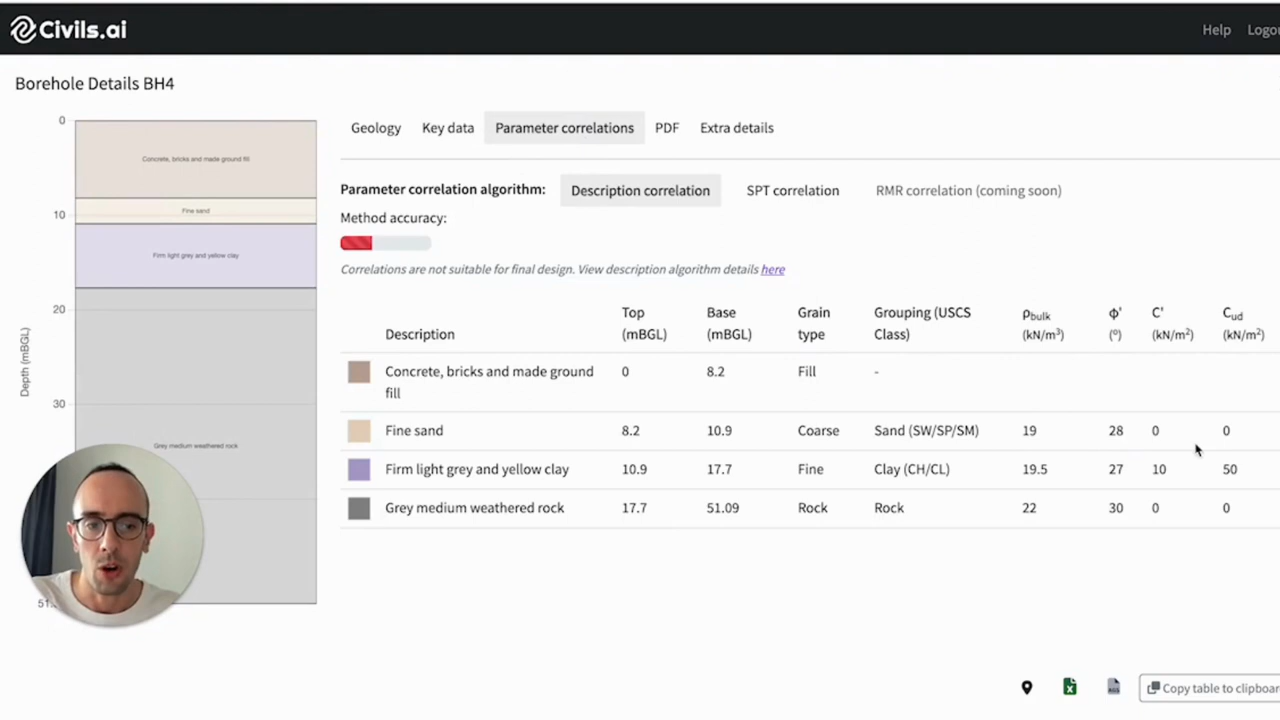 Civils.ai
Help Logou
Borehole Details BH4
Geology Key data Parameter correlations PDF Extra details
Parameter correlation algorithm: Description correlation SPT correlation RMR correlation (coming soon)
Method accuracy:
Correlations are not suitable for final design. View description algorithm details here
Depth (mBGL)
0
10
20
30
51.
Concrete, bricks and made ground fill
Fine sand
Firm light grey and yellow clay
Grey medium weathered rock
Description Top (mBGL) Base (mBGL) Grain type Grouping (USCS Class) ρbulk (kN/m³) ϕ' (°) C' (kN/m²) Cud (kN/m²)
Concrete, bricks and made ground fill 0 8.2 Fill -
Fine sand 8.2 10.9 Coarse Sand (SW/SP/SM) 19 28 0 0
Firm light grey and yellow clay 10.9 17.7 Fine Clay (CH/CL) 19.5 27 10 50
Grey medium weathered rock 17.7 51.09 Rock Rock 22 30 0 0
Copy table to clipboar